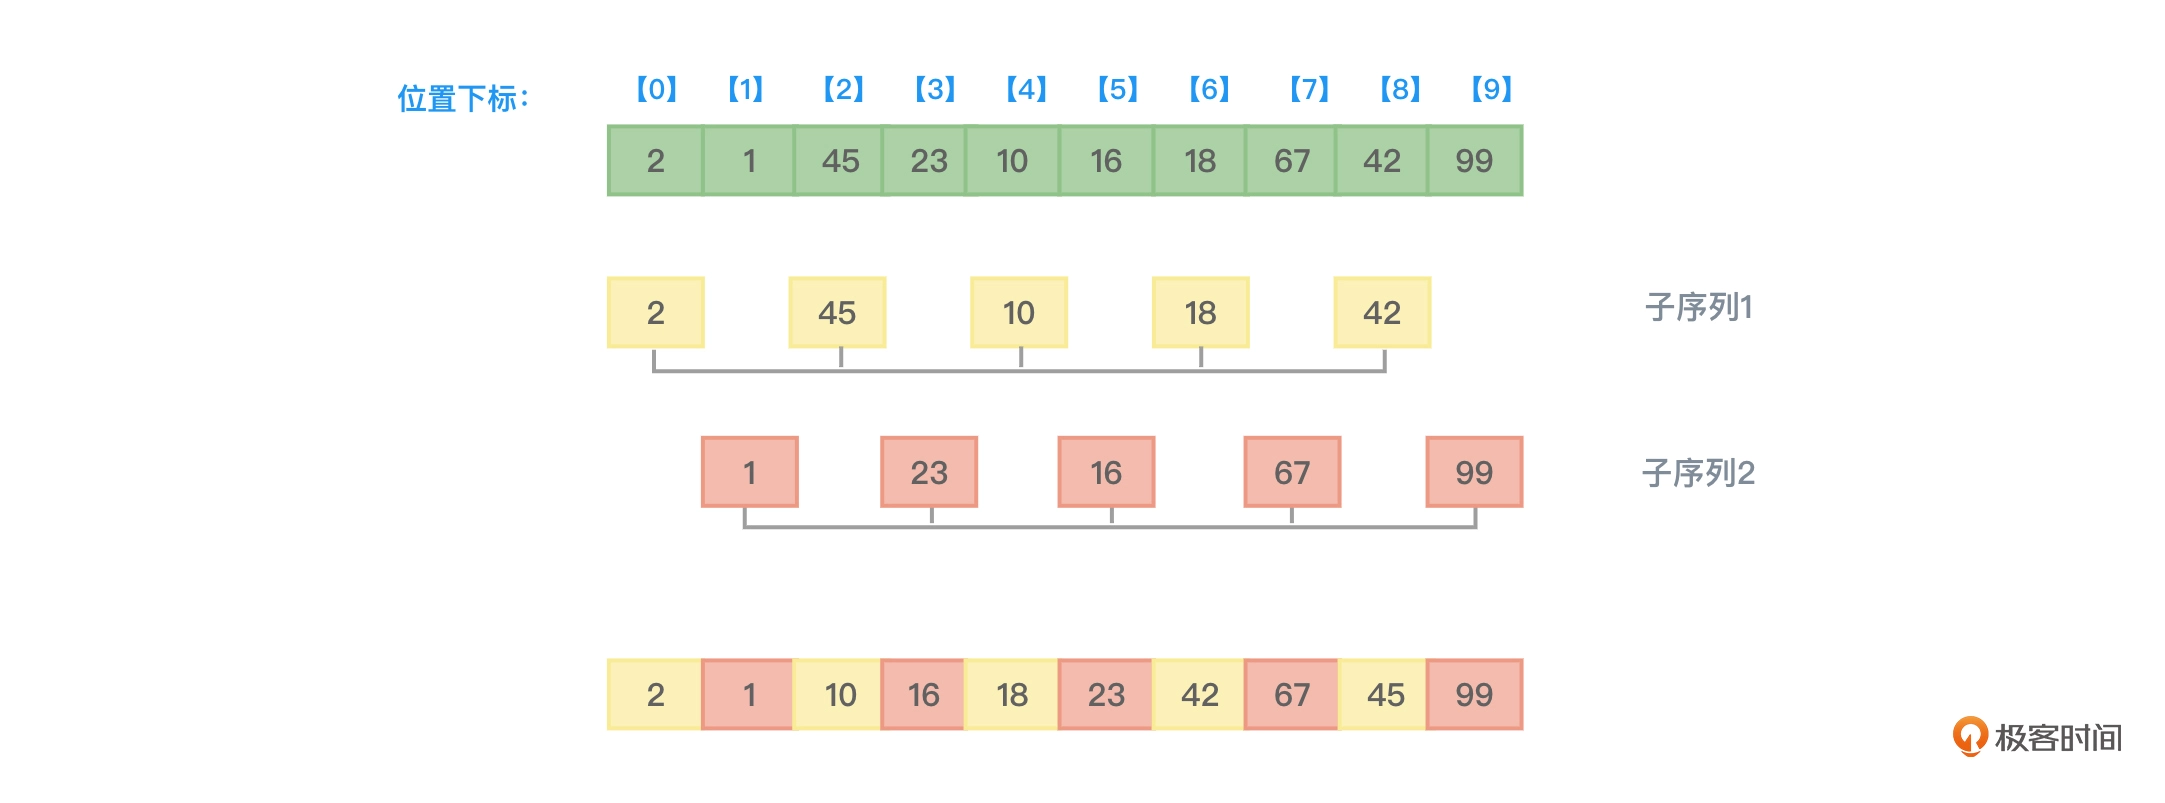 位置下标： 【0】 【1】 【2】 【3】 【4】 【5】 【6】 【7】 【8】 【9】
2 1 45 23 10 16 18 67 42 99
2 45 10 18 42 子序列1
1 23 16 67 99 子序列2
2 1 10 16 18 23 42 67 45 99
极客时间